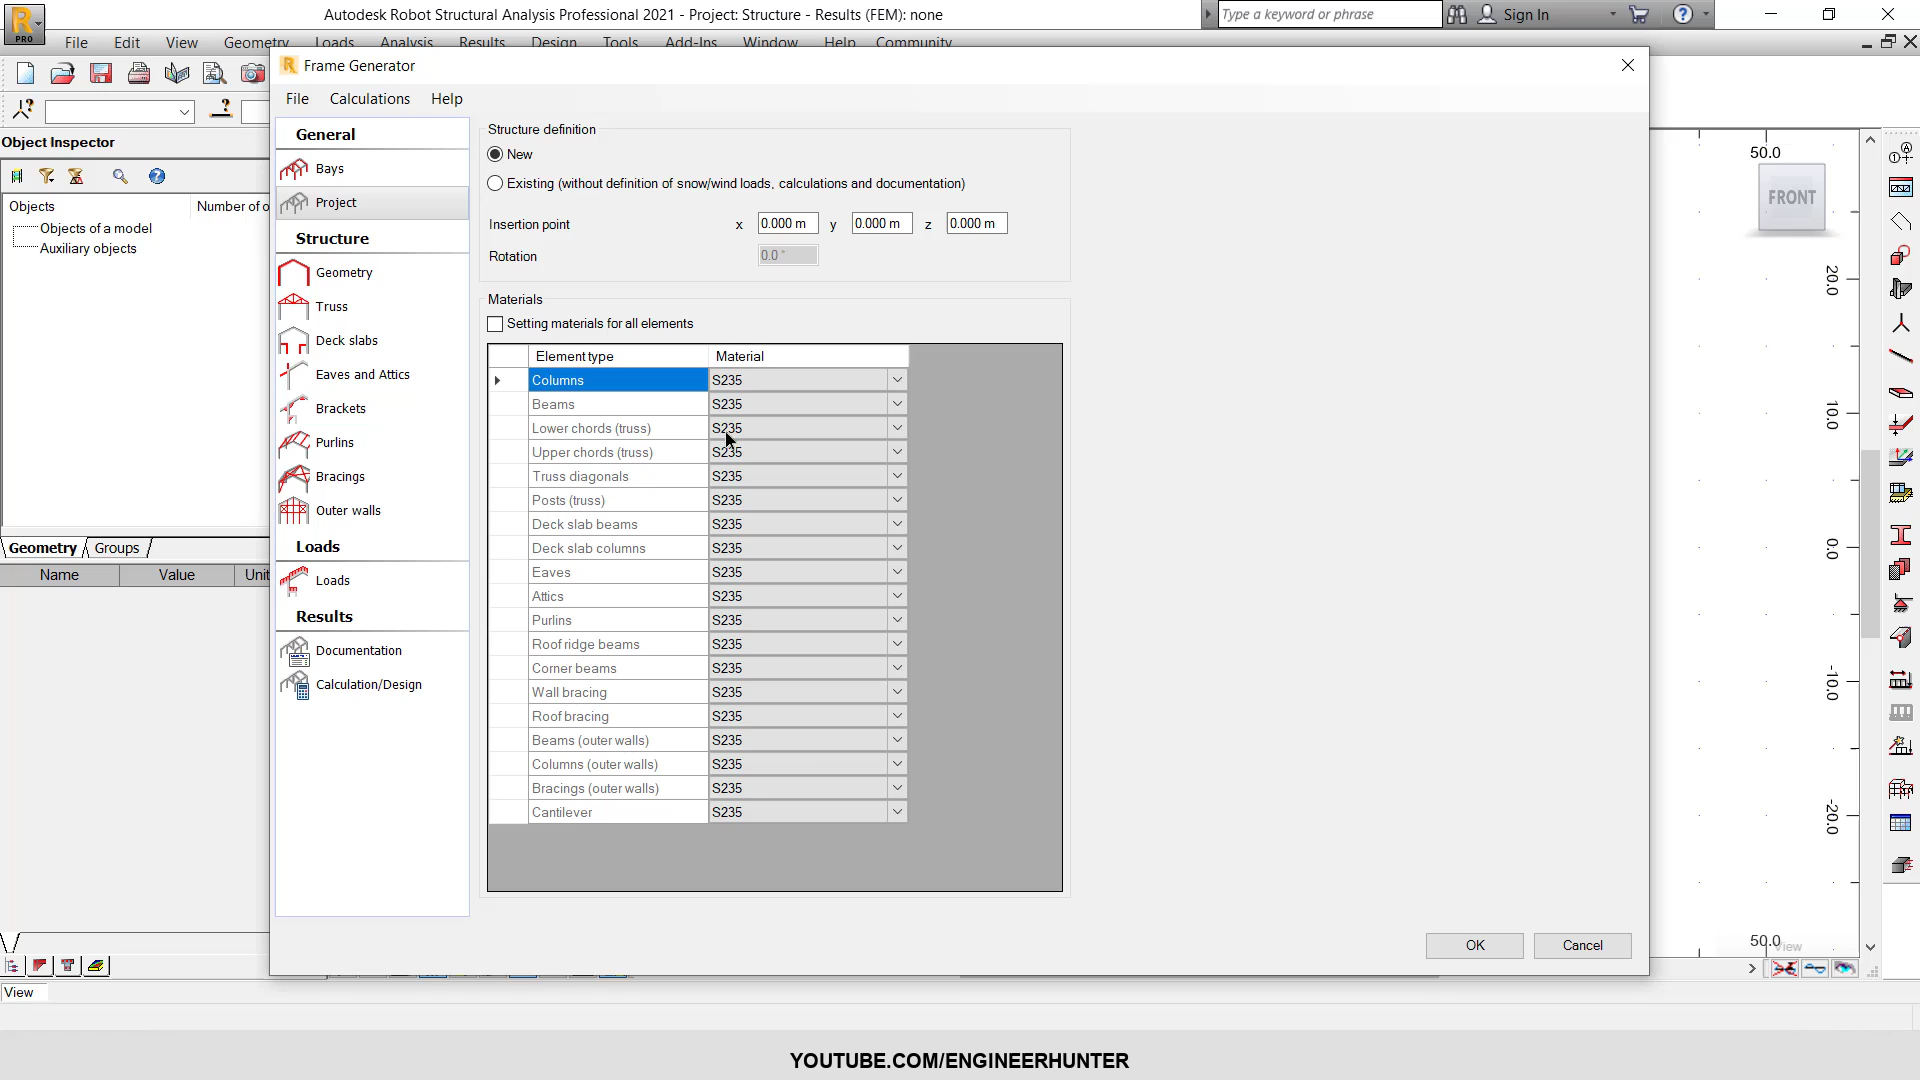 Autodesk Robot Structural Analysis Professional 2021 - Project: Structure - Results (FEM): none
Type a keyword or phrase
Sign In
PRO
File Edit View Geometry Loads Analysis Results Design Tools Add-Ins Window Help Community
Frame Generator
File Calculations Help
Object Inspector
Objects Number of o
Objects of a model
Auxiliary objects
Geometry Groups
Name Value Unit
General
Bays
Project
Structure
Geometry
Truss
Deck slabs
Eaves and Attics
Brackets
Purlins
Bracings
Outer walls
Loads
Loads
Results
Documentation
Calculation/Design
Structure definition
New
Existing (without definition of snow/wind loads, calculations and documentation)
Insertion point x 0.000 m y 0.000 m z 0.000 m
Rotation 0.0 °
Materials
Setting materials for all elements
Element type Material
Columns S235
Beams S235
Lower chords (truss) S235
Upper chords (truss) S235
Truss diagonals S235
Posts (truss) S235
Deck slab beams S235
Deck slab columns S235
Eaves S235
Attics S235
Purlins S235
Roof ridge beams S235
Corner beams S235
Wall bracing S235
Roof bracing S235
Beams (outer walls) S235
Columns (outer walls) S235
Bracings (outer walls) S235
Cantilever S235
OK Cancel
50.0
FRONT
20.0
10.0
0.0
-10.0
-20.0
50.0
View
View
YOUTUBE.COM/ENGINEERHUNTER